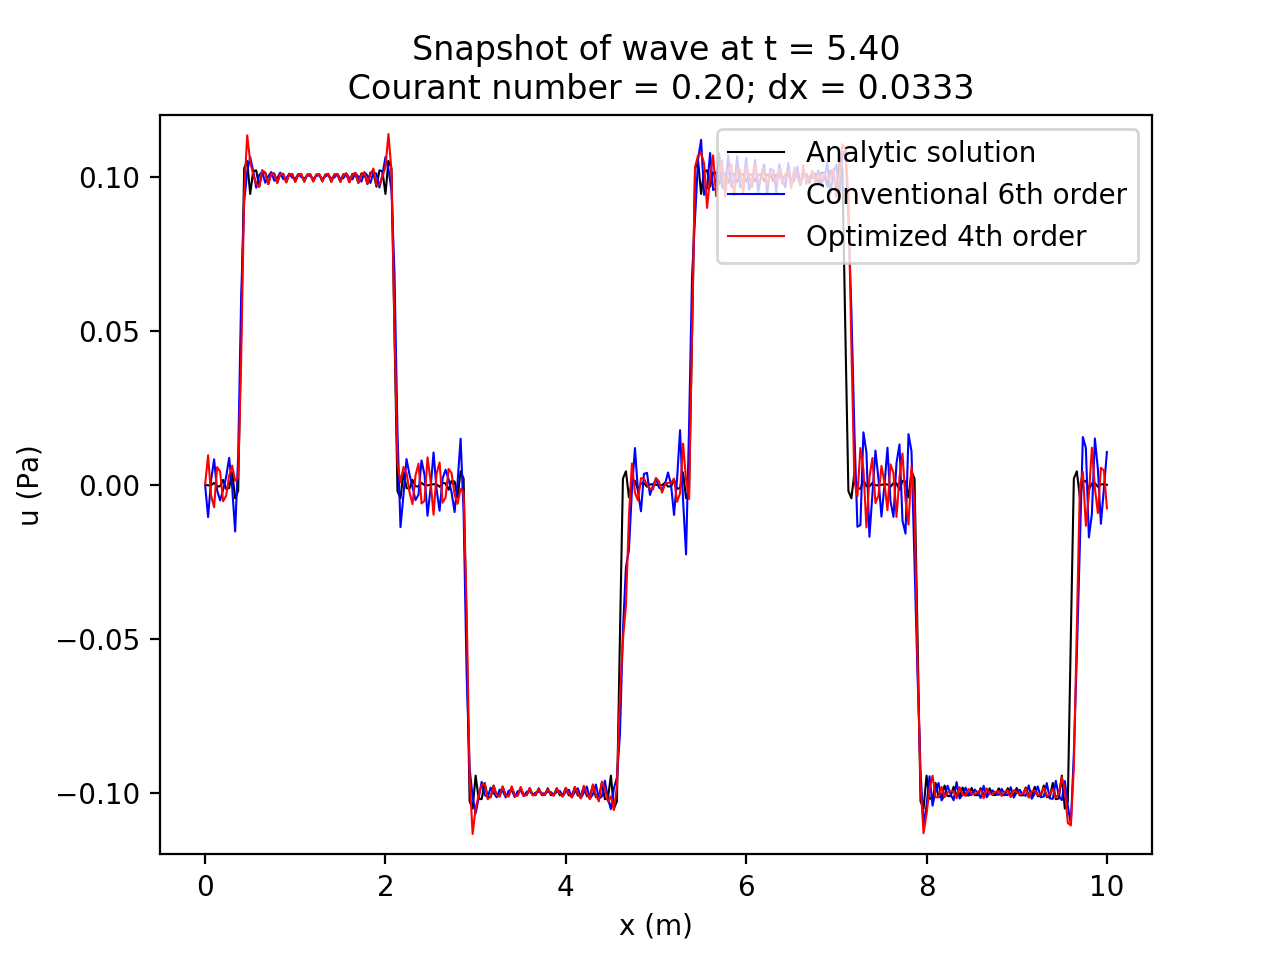 Snapshot of wave at t = 5.40
Courant number = 0.20; dx = 0.0333
Analytic solution
Conventional 6th order
Optimized 4th order
u (Pa)
0.10
0.05
0.00
−0.05
−0.10
0 2 4 6 8 10
x (m)